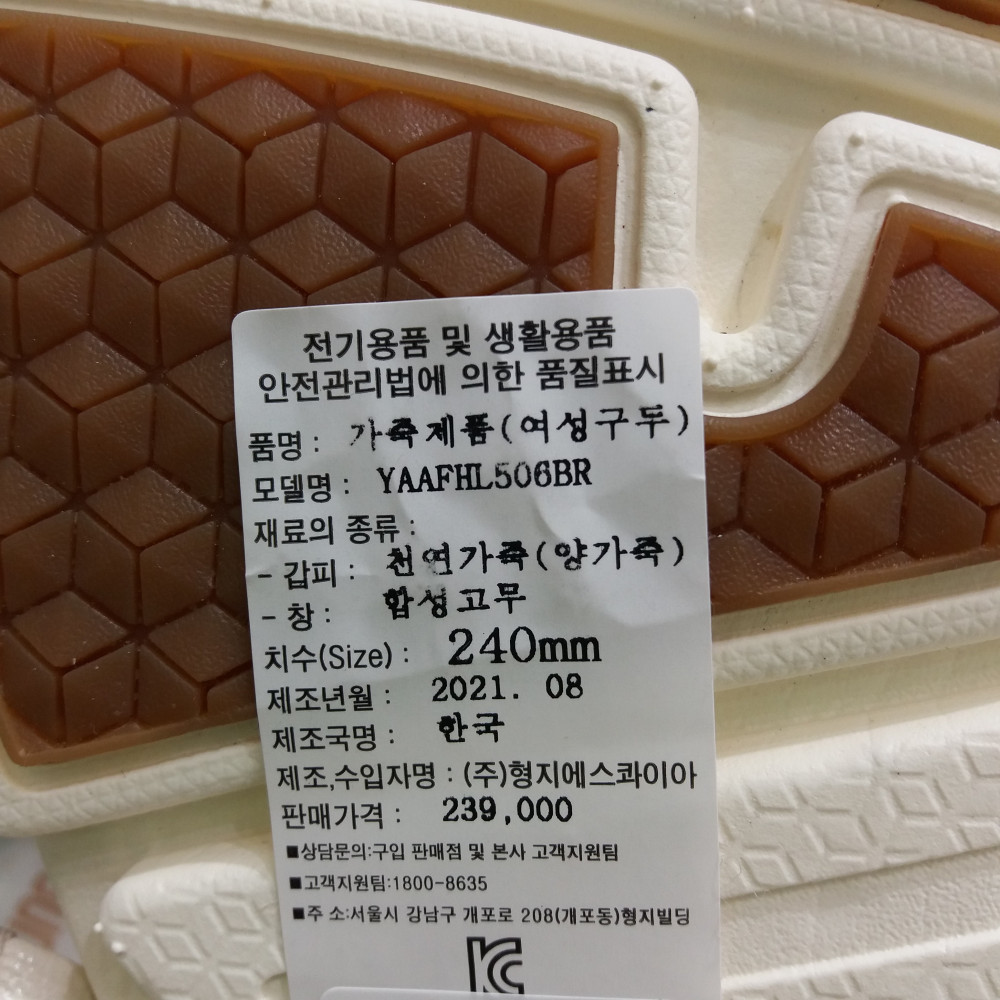 전기용품 및 생활용품
안전관리법에 의한 품질표시
품명 : 가죽제품(여성구두)
모델명 : YAAFHL506BR
재료의 종류 :
- 갑피 : 천연가죽(양가죽)
- 창 : 합성고무
치수(Size) : 240mm
제조년월 : 2021. 08
제조국명 : 한국
제조,수입자명 : (주)형지에스콰이아
판매가격 : 239,000
■상담문의:구입 판매점 및 본사 고객지원팀
■고객지원팀:1800-8635
■주 소:서울시 강남구 개포로 208(개포동)형지빌딩
KC